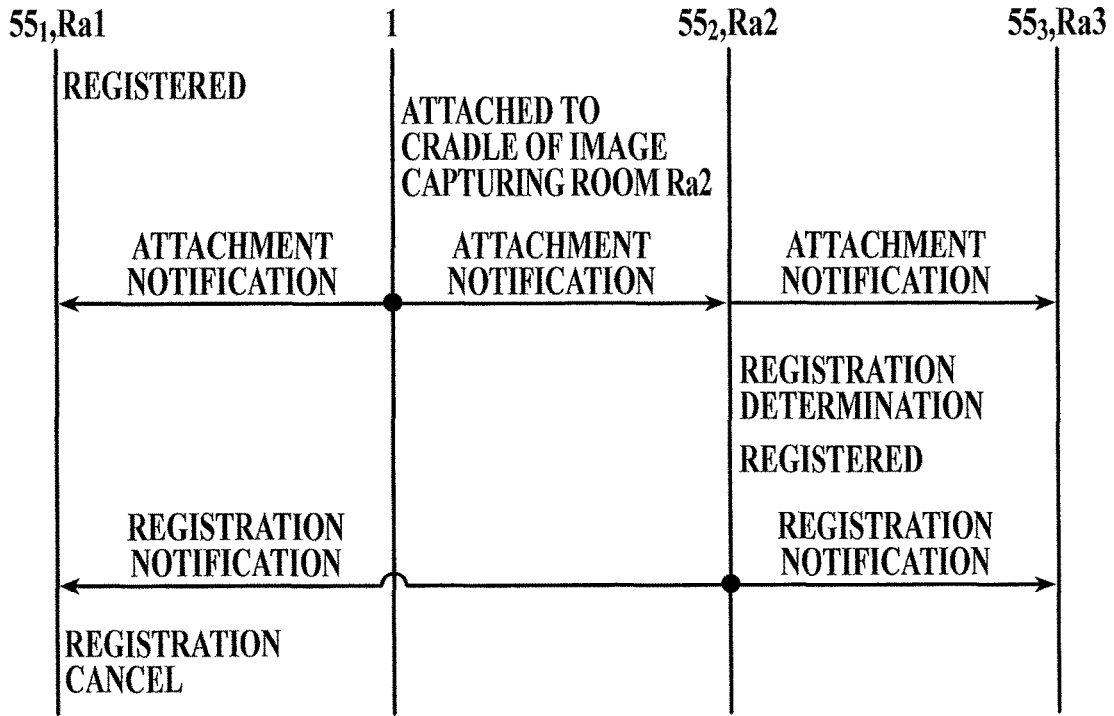 55₁,Ra1
1
55₂,Ra2
55₃,Ra3
REGISTERED
ATTACHED TO
CRADLE OF IMAGE
CAPTURING ROOM Ra2
ATTACHMENT
NOTIFICATION
ATTACHMENT
NOTIFICATION
ATTACHMENT
NOTIFICATION
REGISTRATION
DETERMINATION
REGISTERED
REGISTRATION
NOTIFICATION
REGISTRATION
NOTIFICATION
REGISTRATION
CANCEL